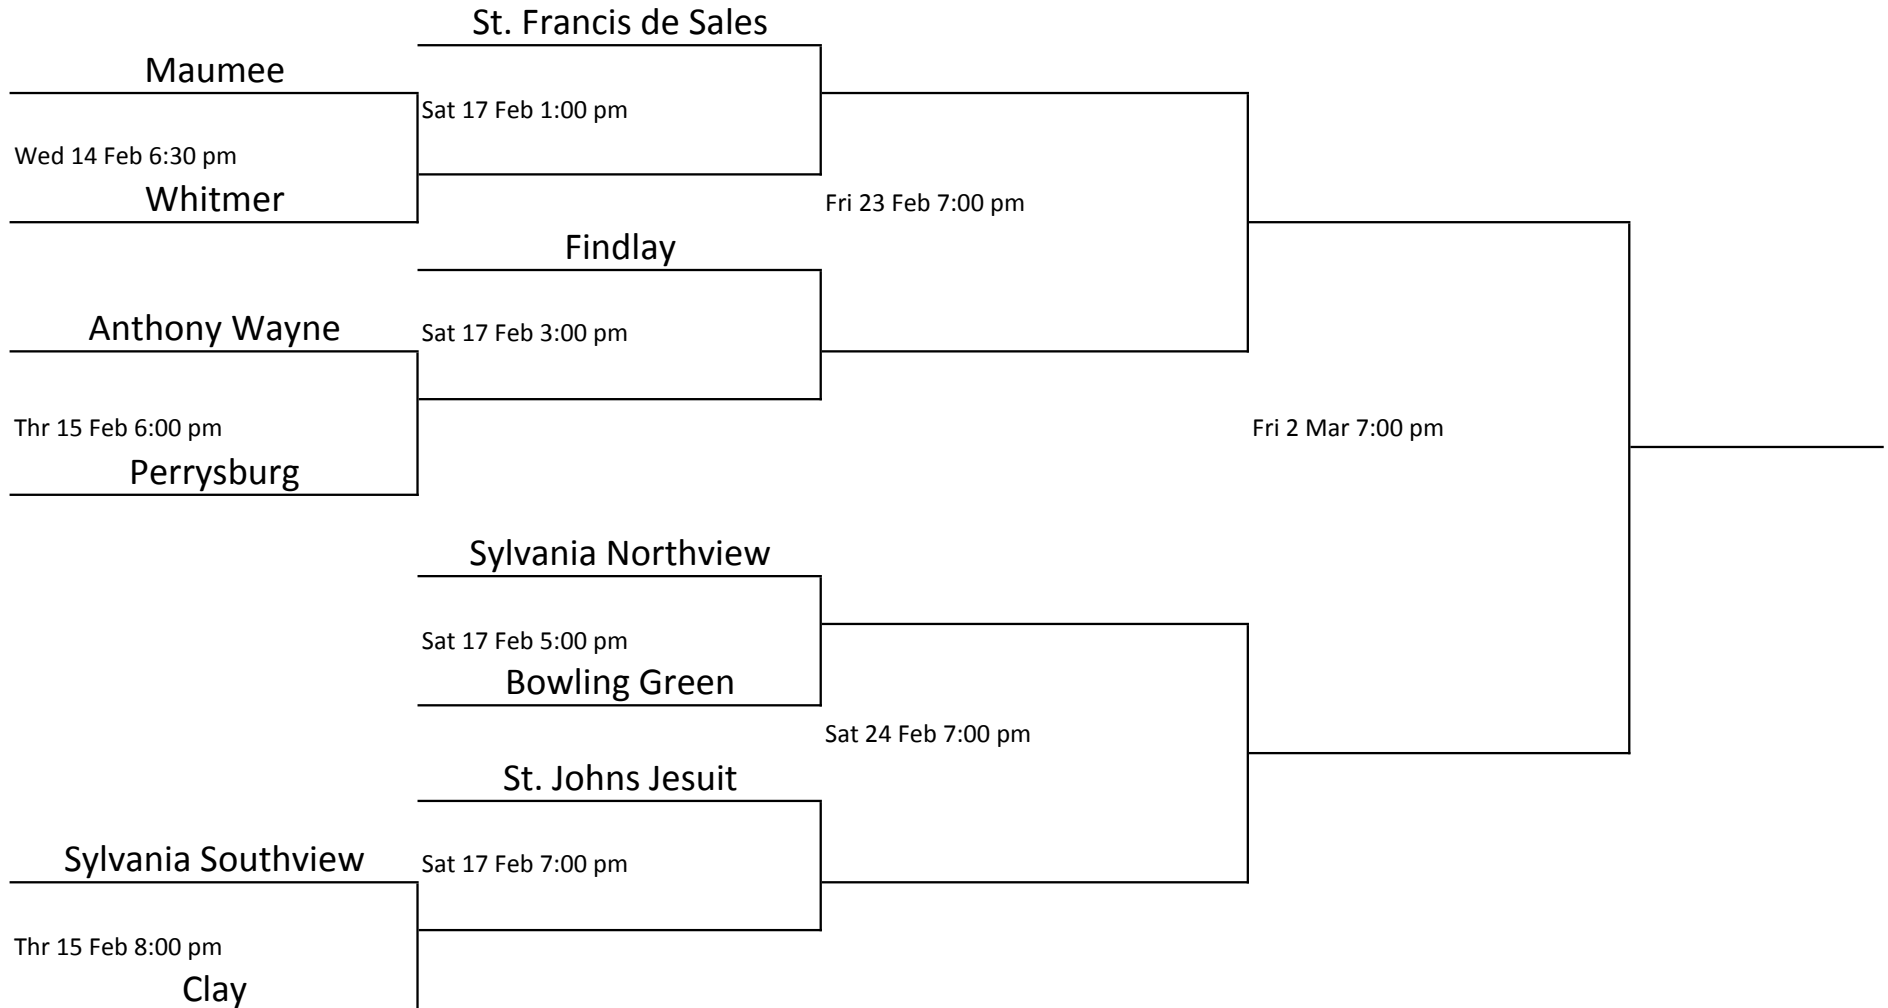 St. Francis de Sales
Maumee
Sat 17 Feb 1:00 pm
Wed 14 Feb 6:30 pm
Whitmer
Fri 23 Feb 7:00 pm
Findlay
Anthony Wayne
Sat 17 Feb 3:00 pm
Thr 15 Feb 6:00 pm
Fri 2 Mar 7:00 pm
Perrysburg
Sylvania Northview
Sat 17 Feb 5:00 pm
Bowling Green
Sat 24 Feb 7:00 pm
St. Johns Jesuit
Sylvania Southview
Sat 17 Feb 7:00 pm
Thr 15 Feb 8:00 pm
Clay